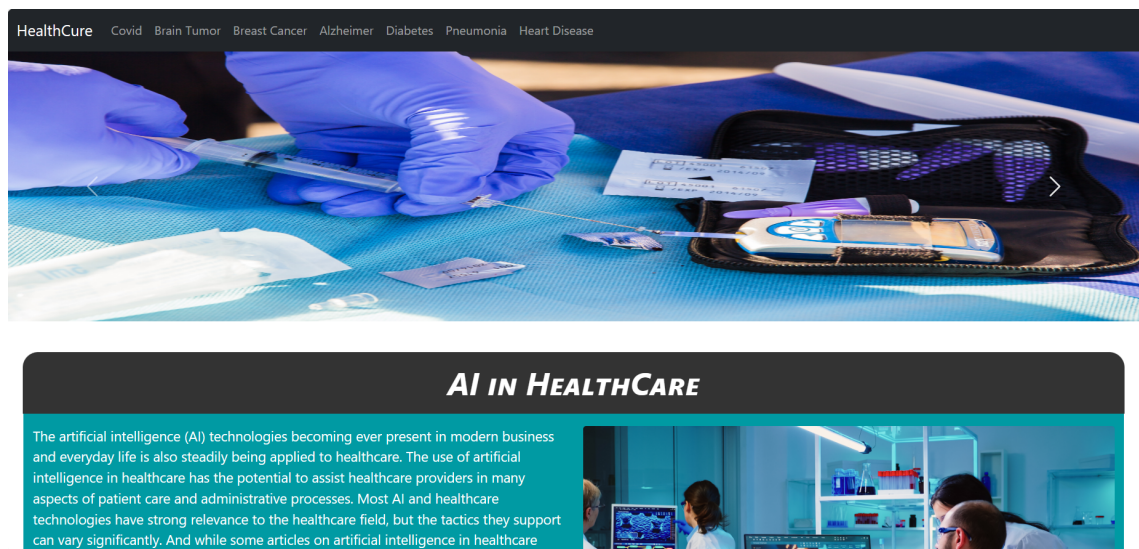 HealthCure Covid Brain Tumor Breast Cancer Alzheimer Diabetes Pneumonia Heart Disease
AI in HealthCare
The artificial intelligence (AI) technologies becoming ever present in modern business
and everyday life is also steadily being applied to healthcare. The use of artificial
intelligence in healthcare has the potential to assist healthcare providers in many
aspects of patient care and administrative processes. Most AI and healthcare
technologies have strong relevance to the healthcare field, but the tactics they support
can vary significantly. And while some articles on artificial intelligence in healthcare